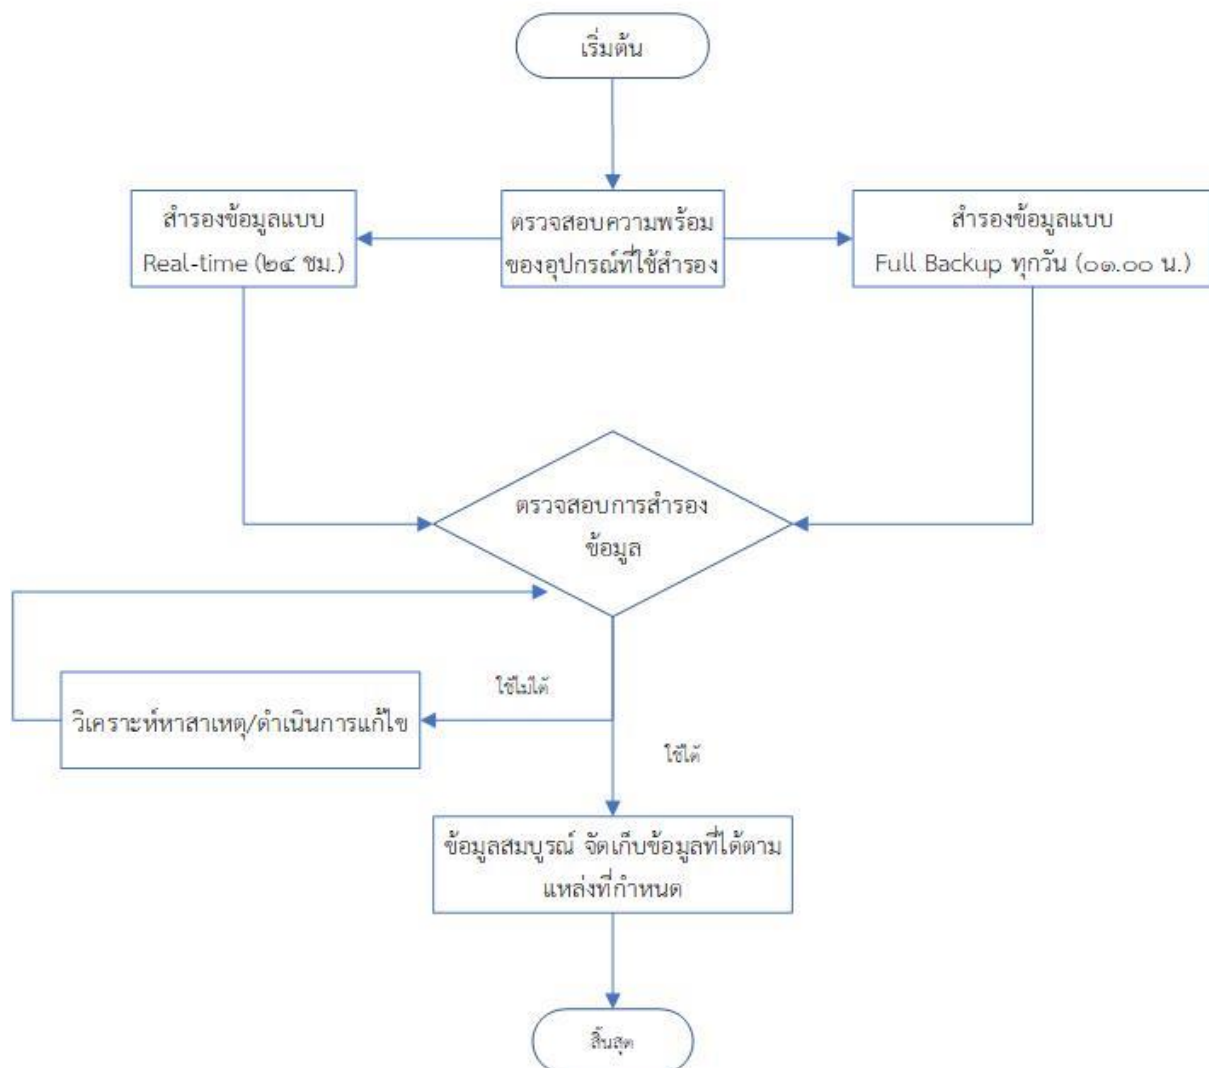 เริ่มต้น
สำรองข้อมูลแบบ
Real-time (๒๔ ชม.)
ตรวจสอบความพร้อม
ของอุปกรณ์ที่ใช้สำรอง
สำรองข้อมูลแบบ
Full Backup ทุกวัน (๐๑.๐๐ น.)
ตรวจสอบการสำรอง
ข้อมูล
ใช้ไม่ได้
วิเคราะห์หาสาเหตุ/ดำเนินการแก้ไข
ใช้ได้
ข้อมูลสมบูรณ์ จัดเก็บข้อมูลที่ได้ตาม
แหล่งที่กำหนด
สิ้นสุด